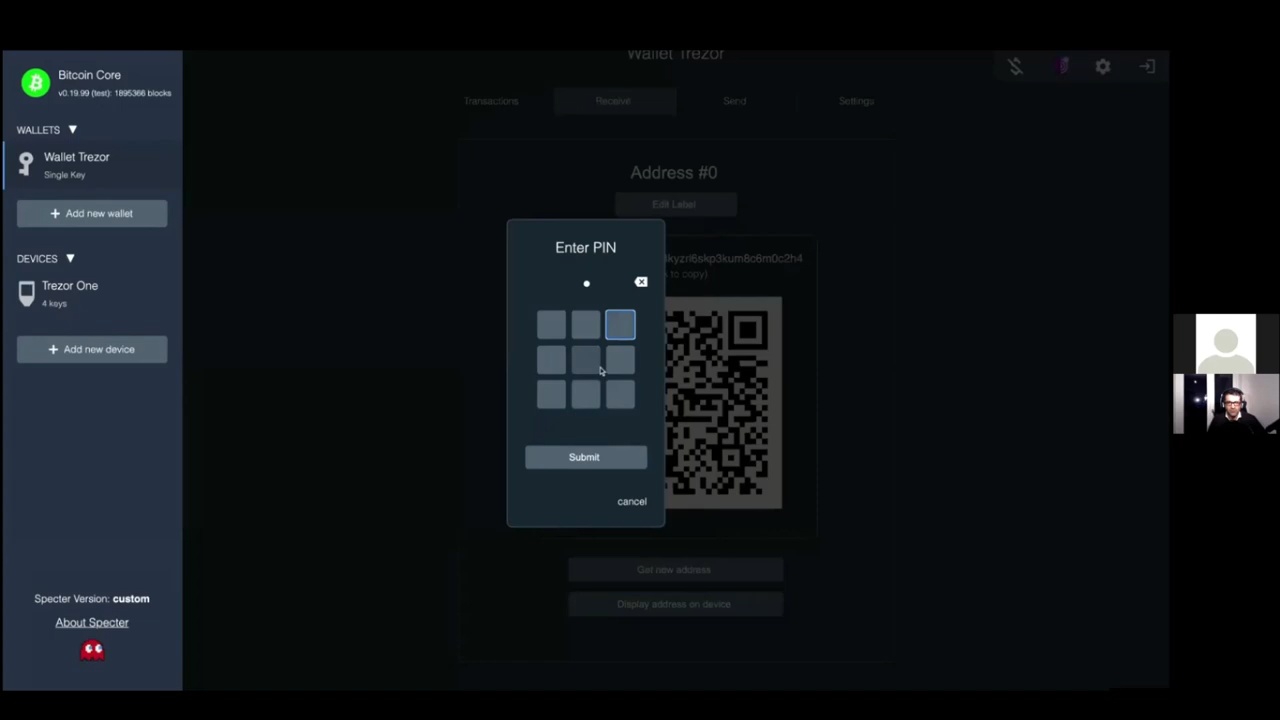 Bitcoin Core
v0.19.99 (test): 1895366 blocks
WALLETS ▼
Wallet Trezor
Single Key
+ Add new wallet
DEVICES ▼
Trezor One
4 keys
+ Add new device
Specter Version: custom
About Specter
Wallet Trezor
Transactions
Receive
Send
Settings
Address #0
Edit Label
to copy)
Enter PIN
Submit
cancel
Get new address
Display address on device